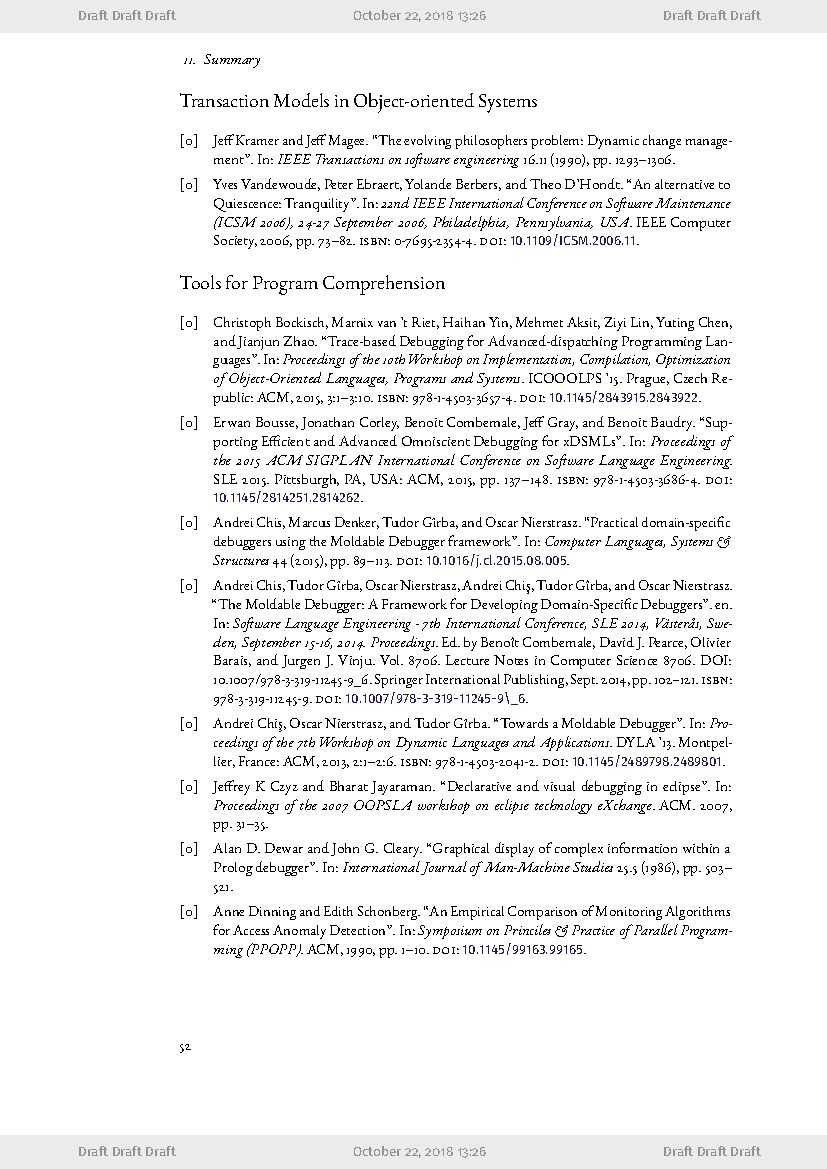 Draft Draft Draft October 22, 2018 13:26 Draft Draft Draft
11. Summary
Transaction Models in Object-oriented Systems
[0] Jeff Kramer and Jeff Magee. “The evolving philosophers problem: Dynamic change manage-
ment”. In: IEEE Transactions on software engineering 16.11 (1990), pp. 1293–1306.
[0] Yves Vandewoude, Peter Ebraert, Yolande Berbers, and Theo D’Hondt. “An alternative to
Quiescence: Tranquility”. In: 22nd IEEE International Conference on Software Maintenance
(ICSM 2006), 24-27 September 2006, Philadelphia, Pennsylvania, USA. IEEE Computer
Society, 2006, pp. 73–82. ISBN: 0-7695-2354-4. DOI: 10.1109/ICSM.2006.11.
Tools for Program Comprehension
[0] Christoph Bockisch, Marnix van ’t Riet, Haihan Yin, Mehmet Aksit, Ziyi Lin, Yuting Chen,
and Jianjun Zhao. “Trace-based Debugging for Advanced-dispatching Programming Lan-
guages”. In: Proceedings of the 10th Workshop on Implementation, Compilation, Optimization
of Object-Oriented Languages, Programs and Systems. ICOOOLPS ’15. Prague, Czech Re-
public: ACM, 2015, 3:1–3:10. ISBN: 978-1-4503-3657-4. DOI: 10.1145/2843915.2843922.
[0] Erwan Bousse, Jonathan Corley, Benoit Combemale, Jeff Gray, and Benoit Baudry. “Sup-
porting Efficient and Advanced Omniscient Debugging for xDSMLs”. In: Proceedings of
the 2015 ACM SIGPLAN International Conference on Software Language Engineering.
SLE 2015. Pittsburgh, PA, USA: ACM, 2015, pp. 137–148. ISBN: 978-1-4503-3686-4. DOI:
10.1145/2814251.2814262.
[0] Andrei Chis, Marcus Denker, Tudor Gîrba, and Oscar Nierstrasz. “Practical domain-specific
debuggers using the Moldable Debugger framework”. In: Computer Languages, Systems &
Structures 44 (2015), pp. 89–113. DOI: 10.1016/j.cl.2015.08.005.
[0] Andrei Chis, Tudor Gîrba, Oscar Nierstrasz, Andrei Chiş, Tudor Gîrba, and Oscar Nierstrasz.
“The Moldable Debugger: A Framework for Developing Domain-Specific Debuggers”. en.
In: Software Language Engineering - 7th International Conference, SLE 2014, Västerås, Swe-
den, September 15-16, 2014. Proceedings. Ed. by Benoît Combemale, David J. Pearce, Olivier
Barais, and Jurgen J. Vinju. Vol. 8706. Lecture Notes in Computer Science 8706. DOI:
10.1007/978-3-319-11245-9_6. Springer International Publishing, Sept. 2014, pp. 102–121. ISBN:
978-3-319-11245-9. DOI: 10.1007/978-3-319-11245-9\_6.
[0] Andrei Chiş, Oscar Nierstrasz, and Tudor Gîrba. “Towards a Moldable Debugger”. In: Pro-
ceedings of the 7th Workshop on Dynamic Languages and Applications. DYLA ’13. Montpel-
lier, France: ACM, 2013, 2:1–2:6. ISBN: 978-1-4503-2041-2. DOI: 10.1145/2489798.2489801.
[0] Jeffrey K Czyz and Bharat Jayaraman. “Declarative and visual debugging in eclipse”. In:
Proceedings of the 2007 OOPSLA workshop on eclipse technology eXchange. ACM. 2007,
pp. 31–35.
[0] Alan D. Dewar and John G. Cleary. “Graphical display of complex information within a
Prolog debugger”. In: International Journal of Man-Machine Studies 25.5 (1986), pp. 503–
521.
[0] Anne Dinning and Edith Schonberg. “An Empirical Comparison of Monitoring Algorithms
for Access Anomaly Detection”. In: Symposium on Princiles & Practice of Parallel Program-
ming (PPOPP). ACM, 1990, pp. 1–10. DOI: 10.1145/99163.99165.
52
Draft Draft Draft October 22, 2018 13:26 Draft Draft Draft